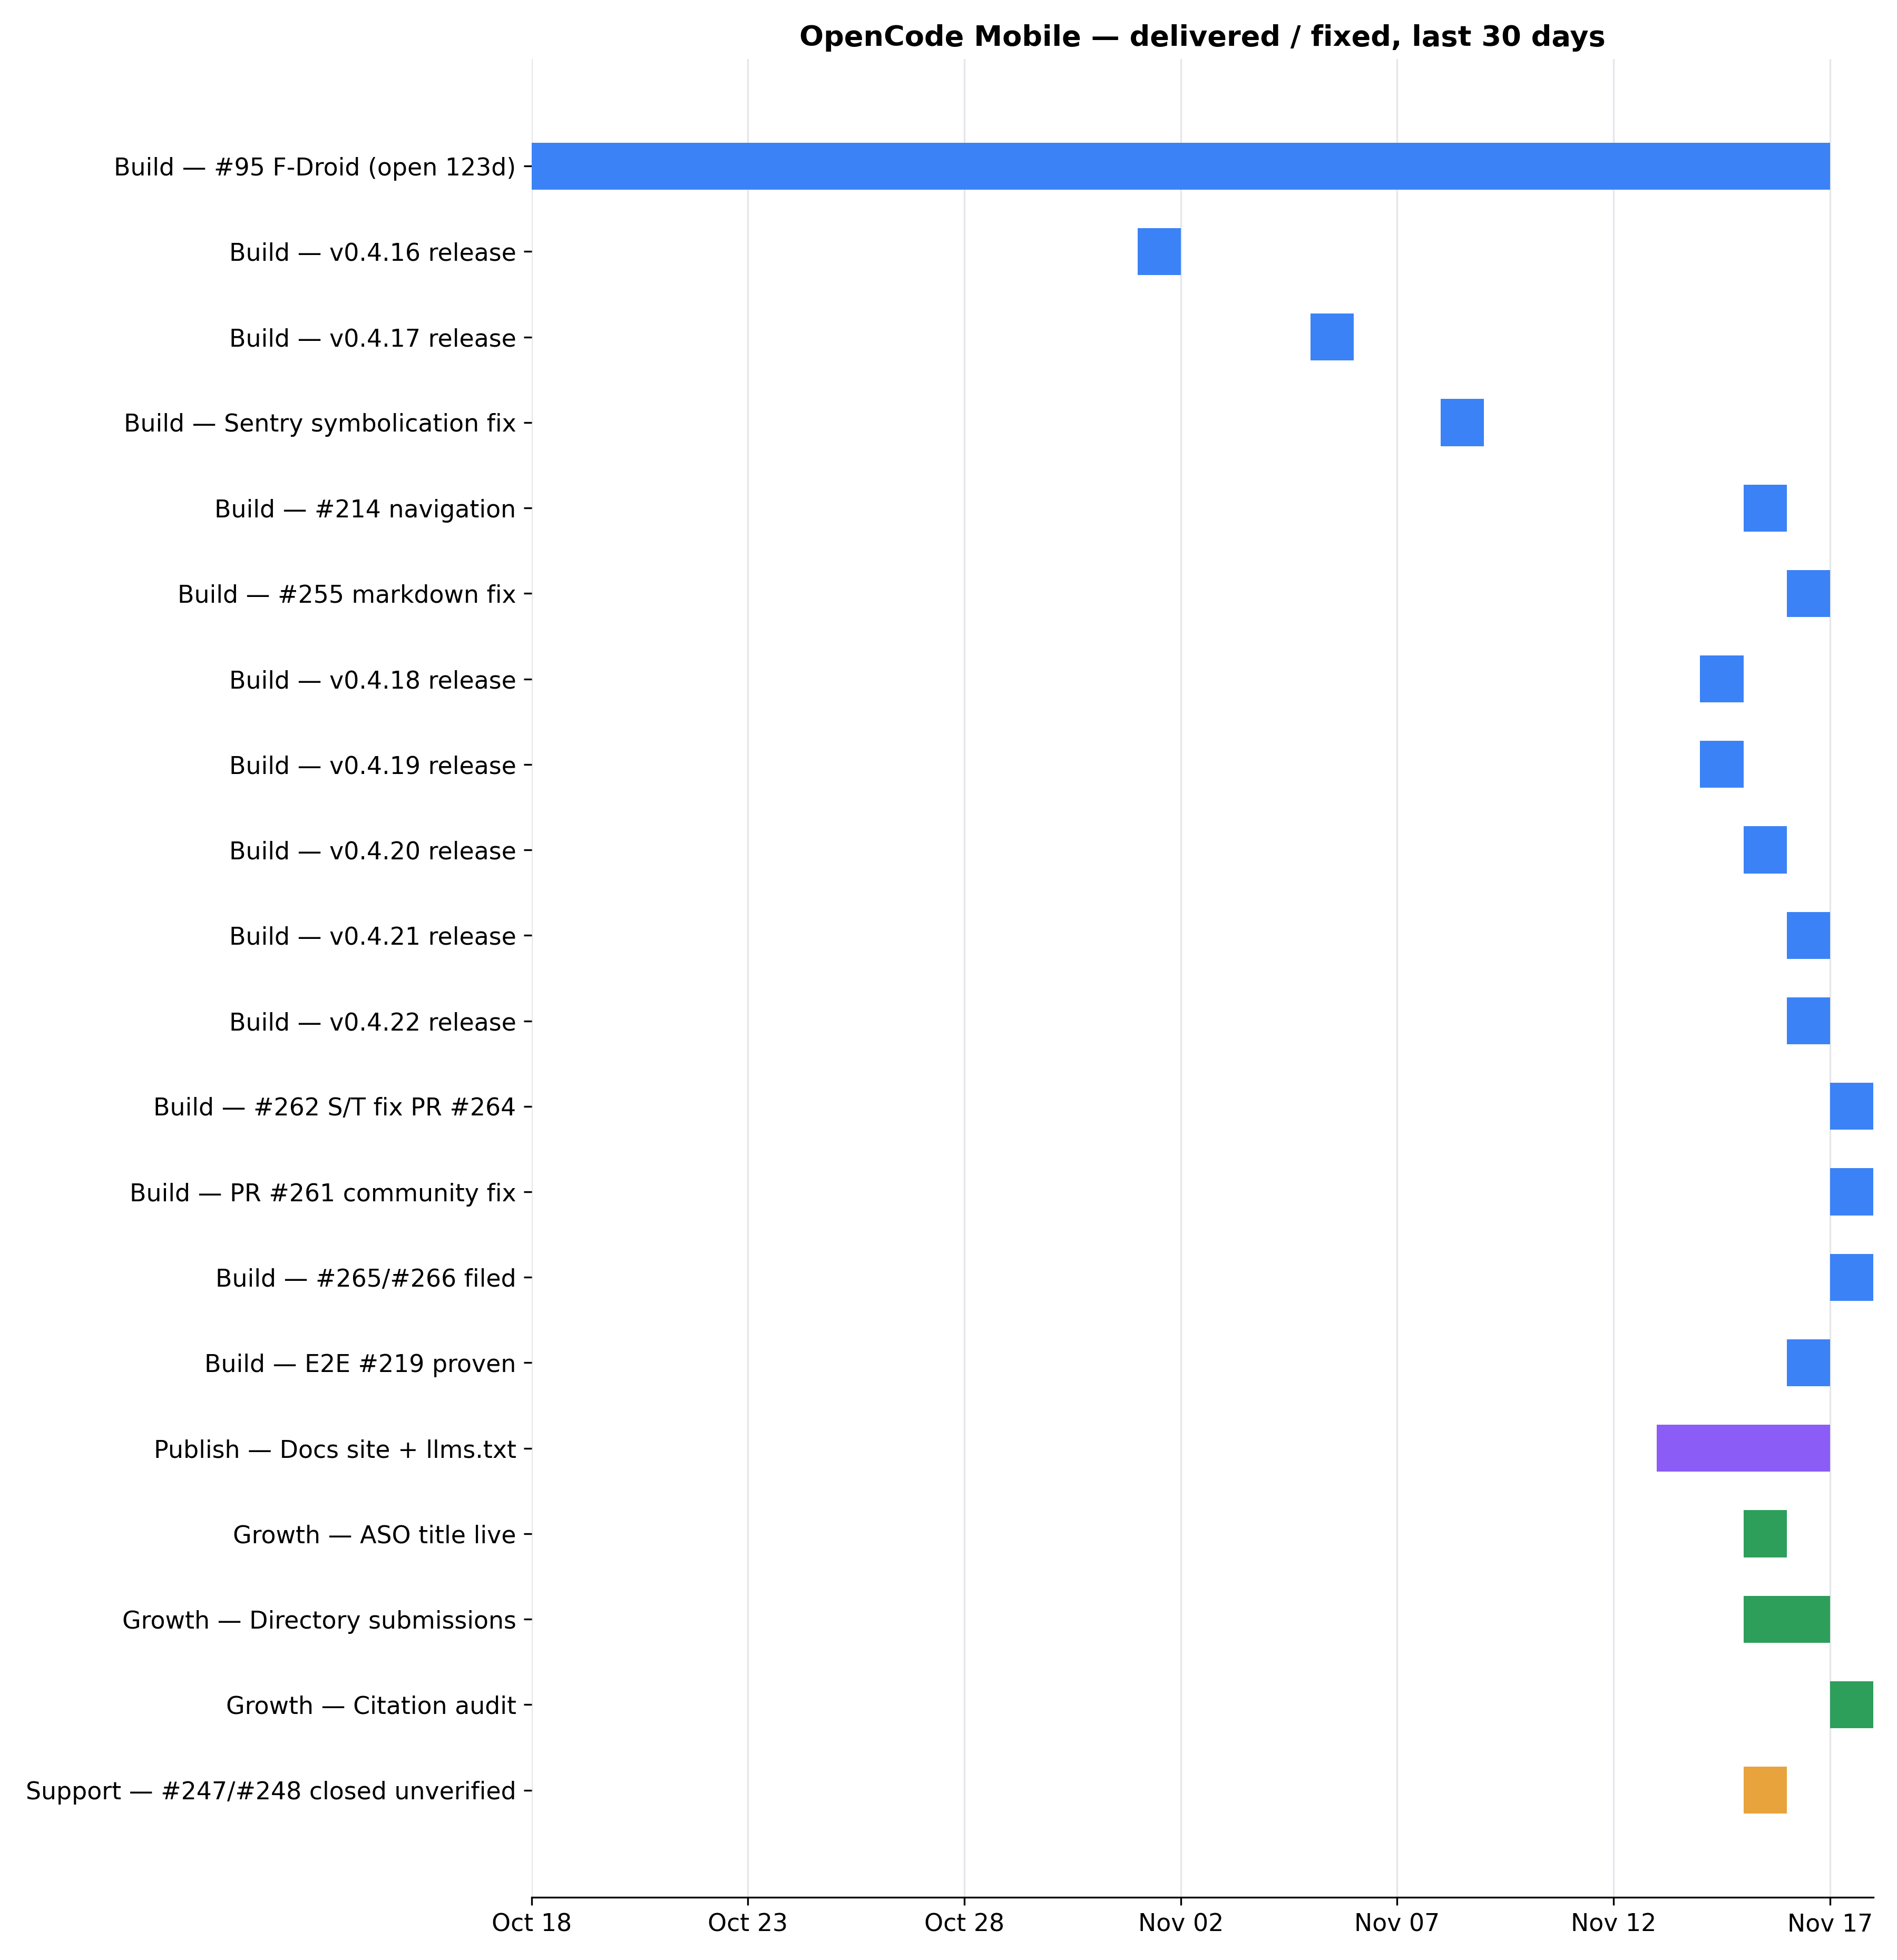 OpenCode Mobile — delivered / fixed, last 30 days
Build — #95 F-Droid (open 123d)
Build — v0.4.16 release
Build — v0.4.17 release
Build — Sentry symbolication fix
Build — #214 navigation
Build — #255 markdown fix
Build — v0.4.18 release
Build — v0.4.19 release
Build — v0.4.20 release
Build — v0.4.21 release
Build — v0.4.22 release
Build — #262 S/T fix PR #264
Build — PR #261 community fix
Build — #265/#266 filed
Build — E2E #219 proven
Publish — Docs site + llms.txt
Growth — ASO title live
Growth — Directory submissions
Growth — Citation audit
Support — #247/#248 closed unverified
Oct 18 Oct 23 Oct 28 Nov 02 Nov 07 Nov 12 Nov 17